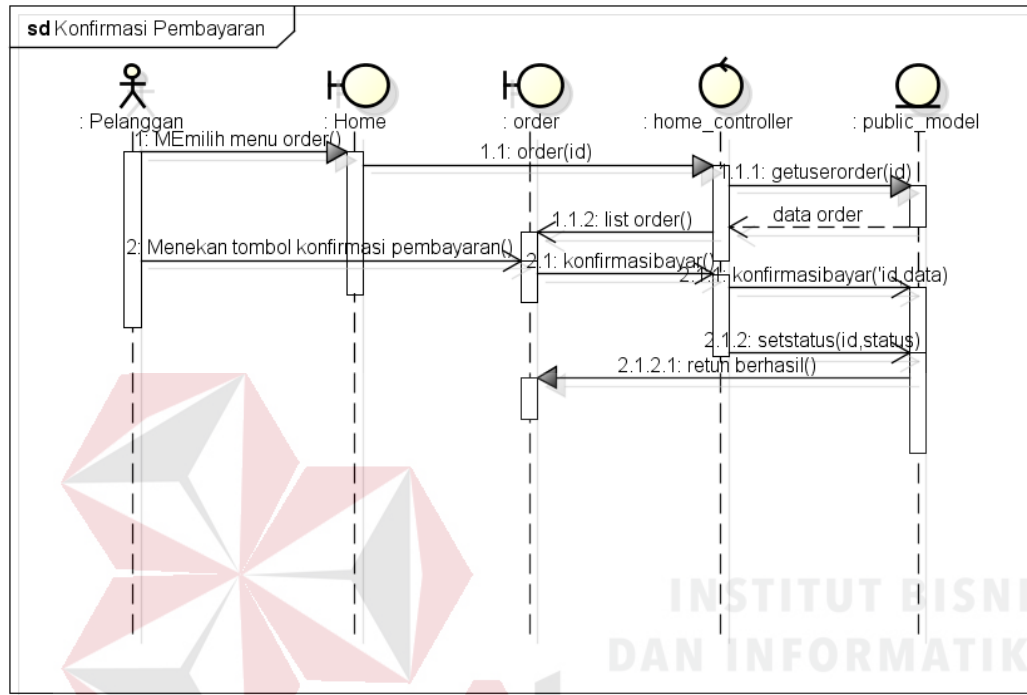 sd Konfirmasi Pembayaran
: Pelanggan
: Home
: order
: home_controller
: public_model
1: MEmilih menu order()
1.1: order(id)
1.1.1: getuserorder(id)
1.1.2: list order()
data order
2: Menekan tombol konfirmasi pembayaran()
2.1: konfirmasibayar()
2.1.1: konfirmasibayar('id,data)
2.1.2: setstatus(id,status)
2.1.2.1: retun berhasil()
INSTITUT BISNI
DAN INFORMATIK